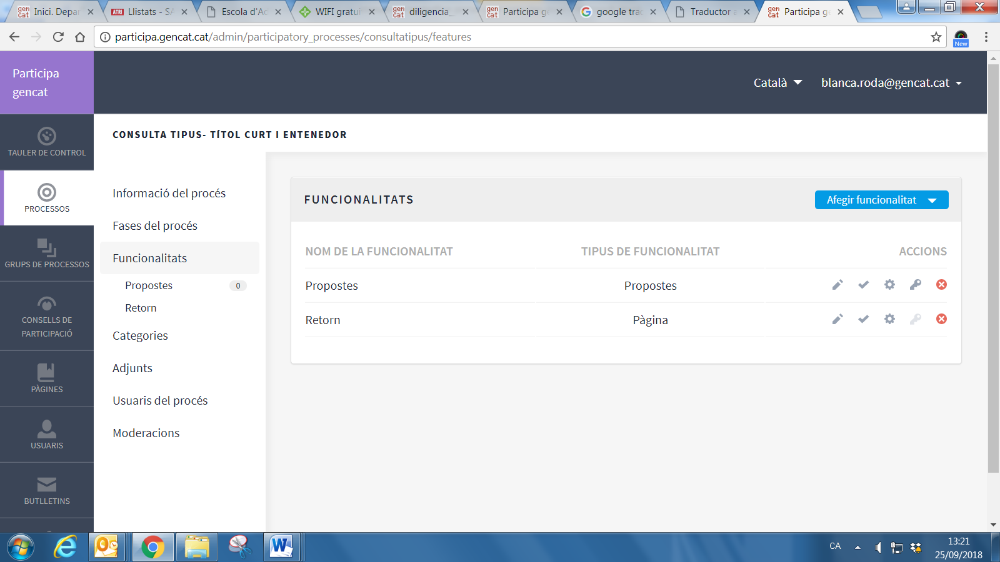 Inici. Depar
Llistats - SA
Escola d'Ad
WIFI gratui
diligencia_
Participa ge
google trad
Traductor a
Participa ge
participa.gencat.cat/admin/participatory_processes/consultatipus/features
New
Participa
gencat
Català
blanca.roda@gencat.cat
CONSULTA TIPUS- TÍTOL CURT I ENTENEDOR
TAULER DE CONTROL
PROCESSOS
GRUPS DE PROCESSOS
CONSELLS DE
PARTICIPACIÓ
PÀGINES
USUARIS
BUTLLETINS
Informació del procés
Fases del procés
Funcionalitats
Propostes 0
Retorn
Categories
Adjunts
Usuaris del procés
Moderacions
FUNCIONALITATS
Afegir funcionalitat
NOM DE LA FUNCIONALITAT TIPUS DE FUNCIONALITAT ACCIONS
Propostes Propostes
Retorn Pàgina
CA
13:21
25/09/2018